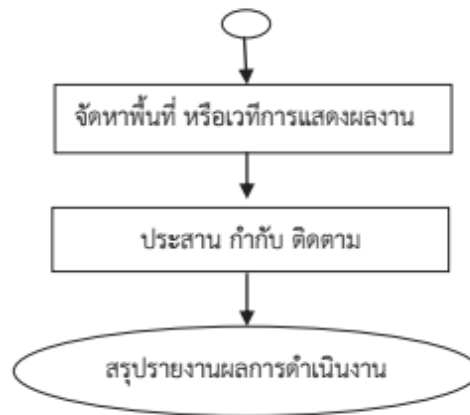 จัดหาพื้นที่ หรือเวทีการแสดงผลงาน
ประสาน กำกับ ติดตาม
สรุปรายงานผลการดำเนินงาน